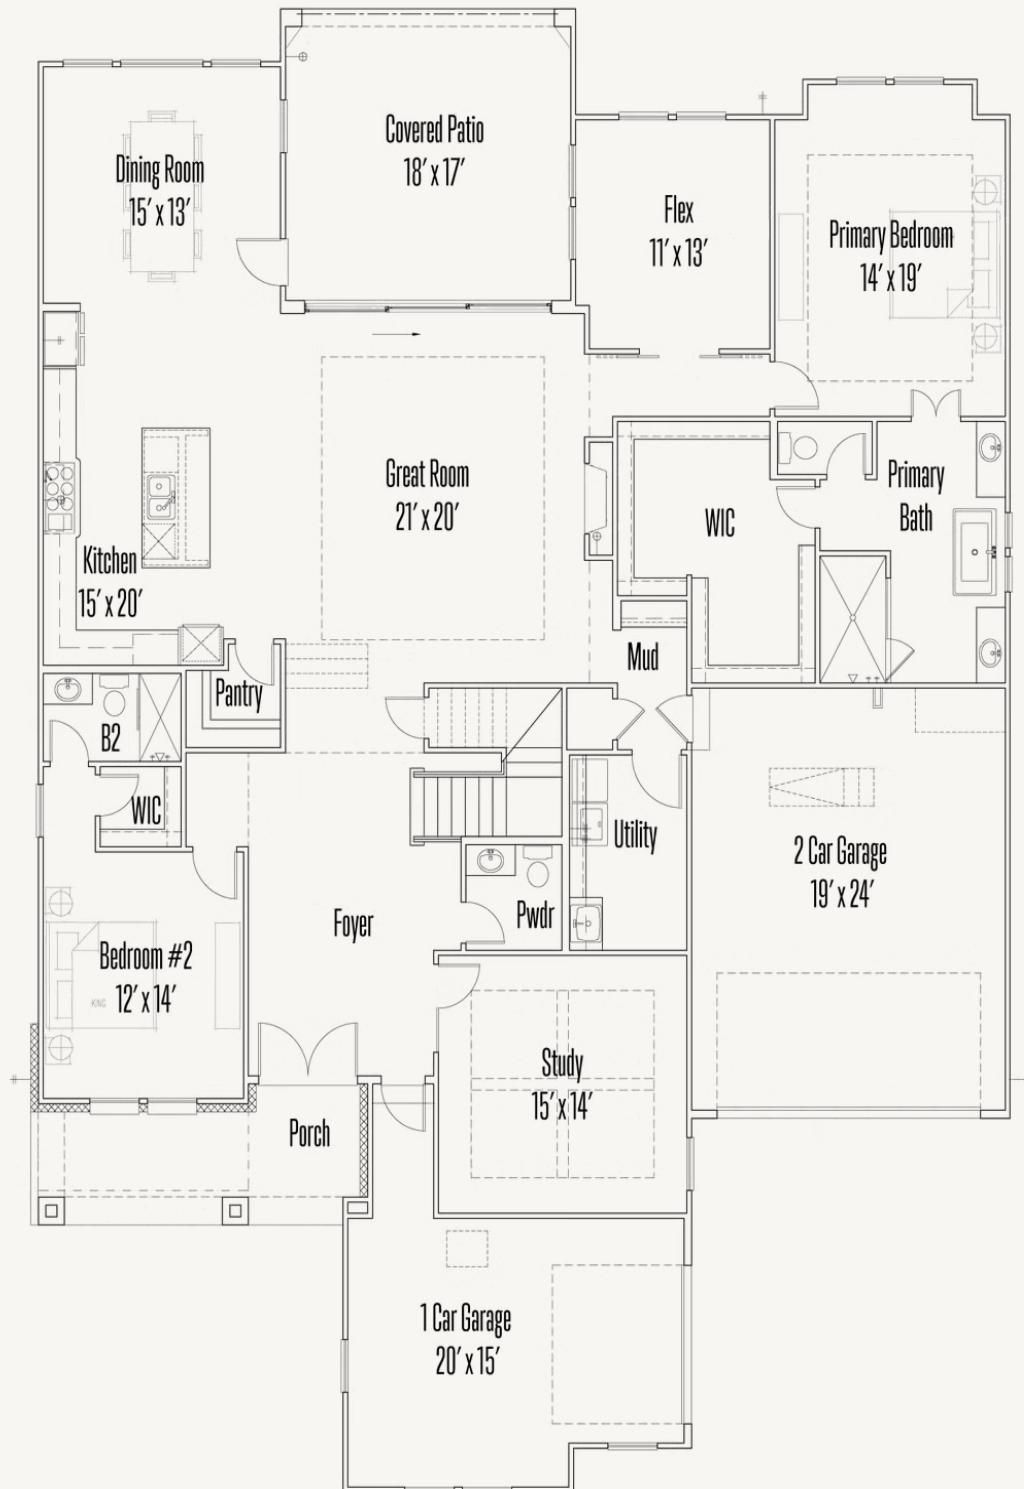 Covered Patio
18' x 17'
Dining Room
15' x 13'
Flex
11' x 13'
Primary Bedroom
14' x 19'
Great Room
21' x 20'
WIC
Primary
Bath
Kitchen
15' x 20'
Mud
Pantry
B2
WIC
Utility
2 Car Garage
19' x 24'
Pwdr
Foyer
Bedroom #2
12' x 14'
KING
Study
15' x 14'
Porch
1 Car Garage
20' x 15'